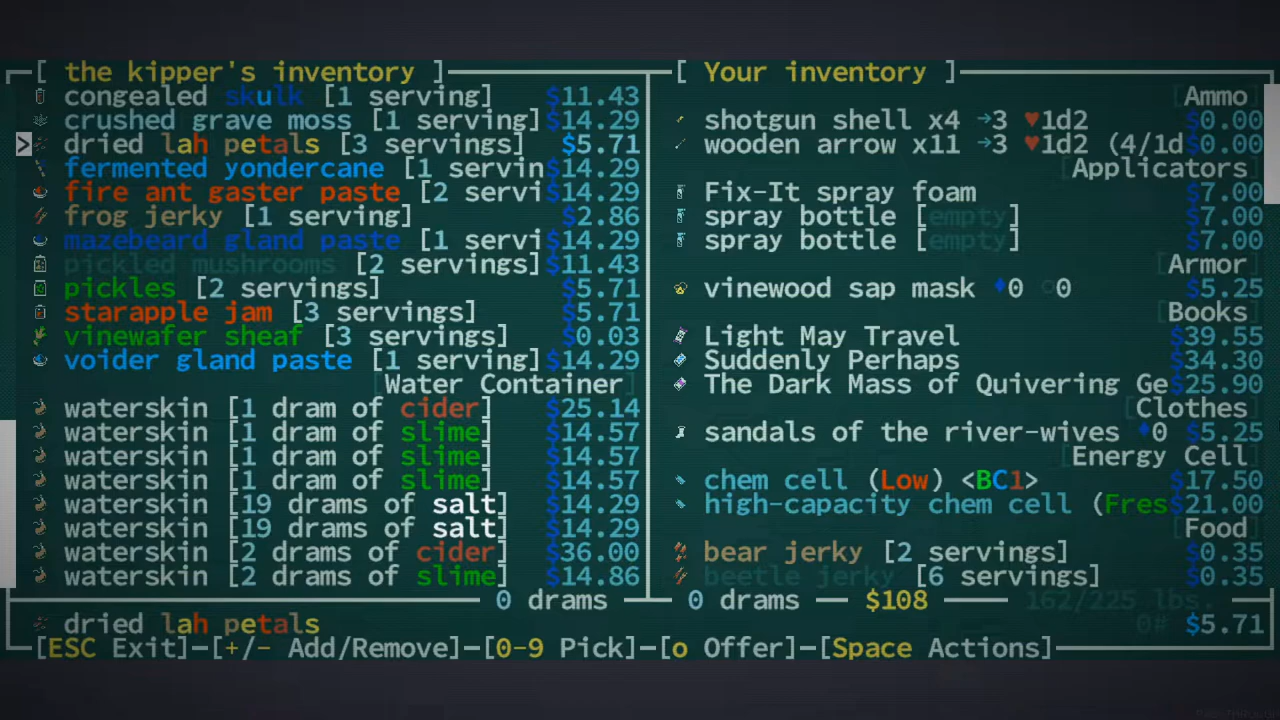 [ the kipper's inventory ]
congealed skulk [1 serving] $11.43
crushed grave moss [1 serving] $14.29
> dried lah petals [3 servings] $5.71
fermented yondercane [1 servin $14.29
fire ant gaster paste [2 servi $14.29
frog jerky [1 serving] $2.86
mazebeard gland paste [1 servi $14.29
pickled mushrooms [2 servings] $11.43
pickles [2 servings] $5.71
starapple jam [3 servings] $5.71
vinewafer sheaf [3 servings] $0.03
voider gland paste [1 serving] $14.29
[Water Container]
waterskin [1 dram of cider] $25.14
waterskin [1 dram of slime] $14.57
waterskin [1 dram of slime] $14.57
waterskin [1 dram of slime] $14.57
waterskin [19 drams of salt] $14.29
waterskin [19 drams of salt] $14.29
waterskin [2 drams of cider] $36.00
waterskin [2 drams of slime] $14.86
0 drams
[ Your inventory ]
[Ammo]
shotgun shell x4 →3 ♥1d2 $0.00
wooden arrow x11 →3 ♥1d2 (4/1d $0.00
[Applicators]
Fix-It spray foam $7.00
spray bottle [empty] $7.00
spray bottle [empty] $7.00
[Armor]
vinewood sap mask ♦0 ○0 $5.25
[Books]
Light May Travel $39.55
Suddenly Perhaps $34.30
The Dark Mass of Quivering Ge $25.90
[Clothes]
sandals of the river-wives ♦0 $5.25
[Energy Cell]
chem cell (Low) <BC1> $17.50
high-capacity chem cell (Fres $21.00
[Food]
bear jerky [2 servings] $0.35
beetle jerky [6 servings] $0.35
0 drams — $108 162/225 lbs.
dried lah petals 0# $5.71
[ESC Exit]-[+/- Add/Remove]-[0-9 Pick]-[o Offer]-[Space Actions]